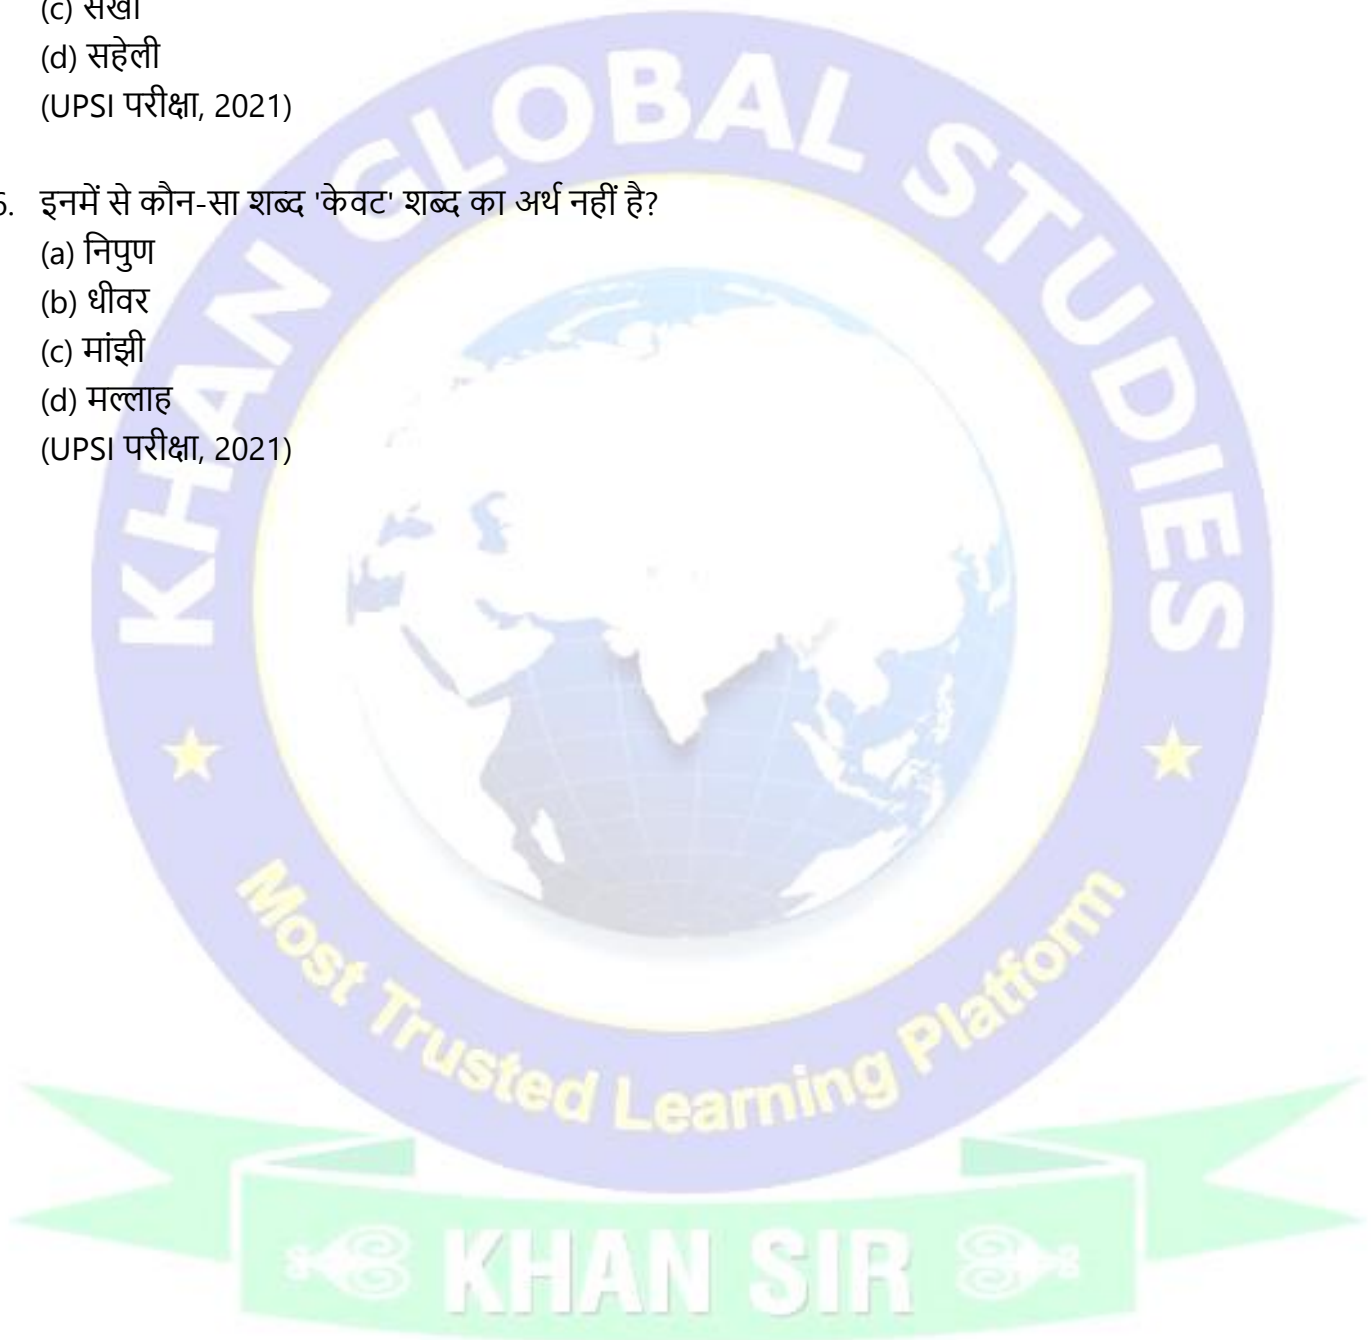 (c) सखा
(d) सहेली
(UPSI परीक्षा, 2021)
6. इनमें से कौन-सा शब्द 'केवट' शब्द का अर्थ नहीं है?
(a) निपुण
(b) धीवर
(c) मांझी
(d) मल्लाह
(UPSI परीक्षा, 2021)
KHAN GLOBAL STUDIES
Most Trusted Learning Platform
KHAN SIR